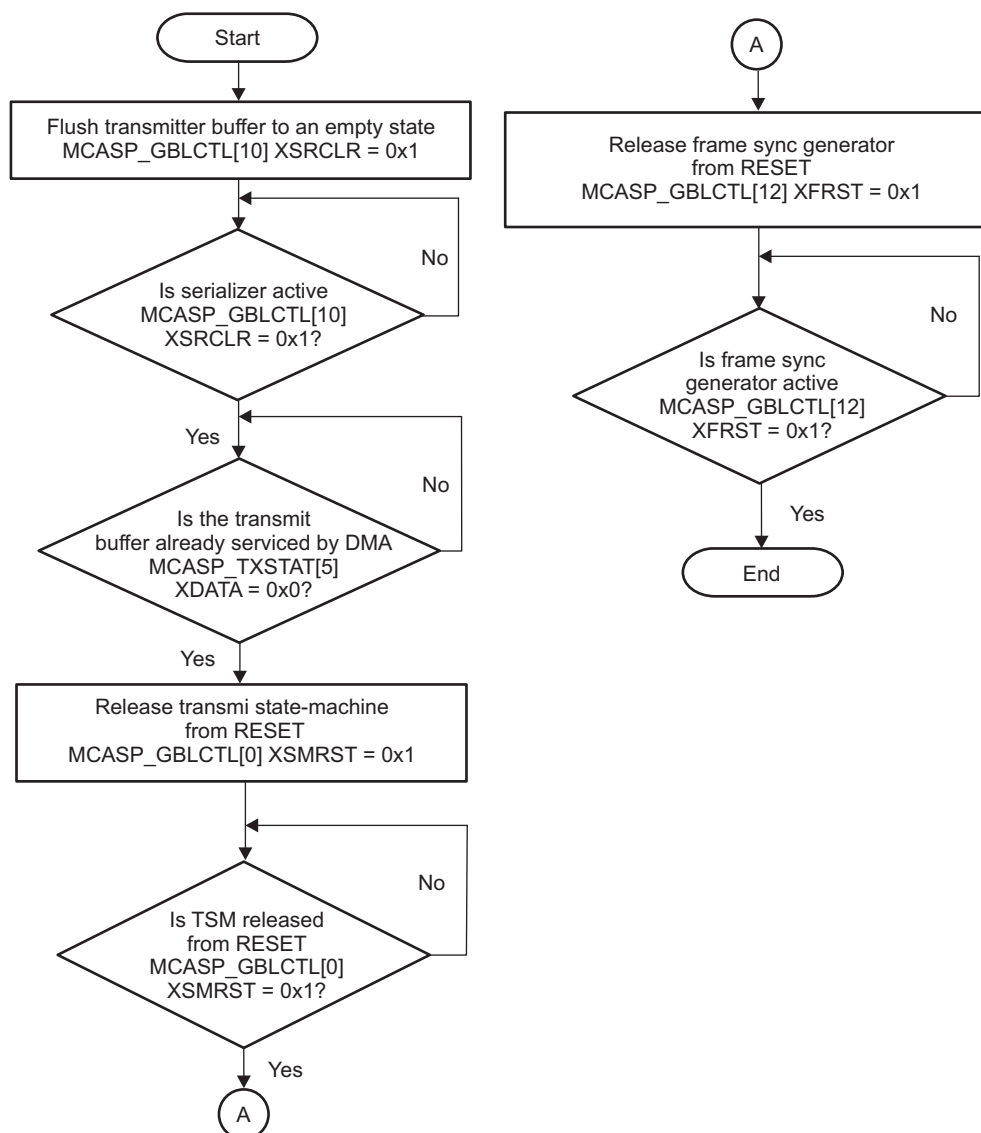 Start
Flush transmitter buffer to an empty state
MCASP_GBLCTL[10] XSRCLR = 0x1
No
Is serializer active
MCASP_GBLCTL[10]
XSRCLR = 0x1?
Yes
No
Is the transmit
buffer already serviced by DMA
MCASP_TXSTAT[5]
XDATA = 0x0?
Yes
Release transmi state-machine
from RESET
MCASP_GBLCTL[0] XSMRST = 0x1
No
Is TSM released
from RESET
MCASP_GBLCTL[0]
XSMRST = 0x1?
Yes
A
A
Release frame sync generator
from RESET
MCASP_GBLCTL[12] XFRST = 0x1
No
Is frame sync
generator active
MCASP_GBLCTL[12]
XFRST = 0x1?
Yes
End